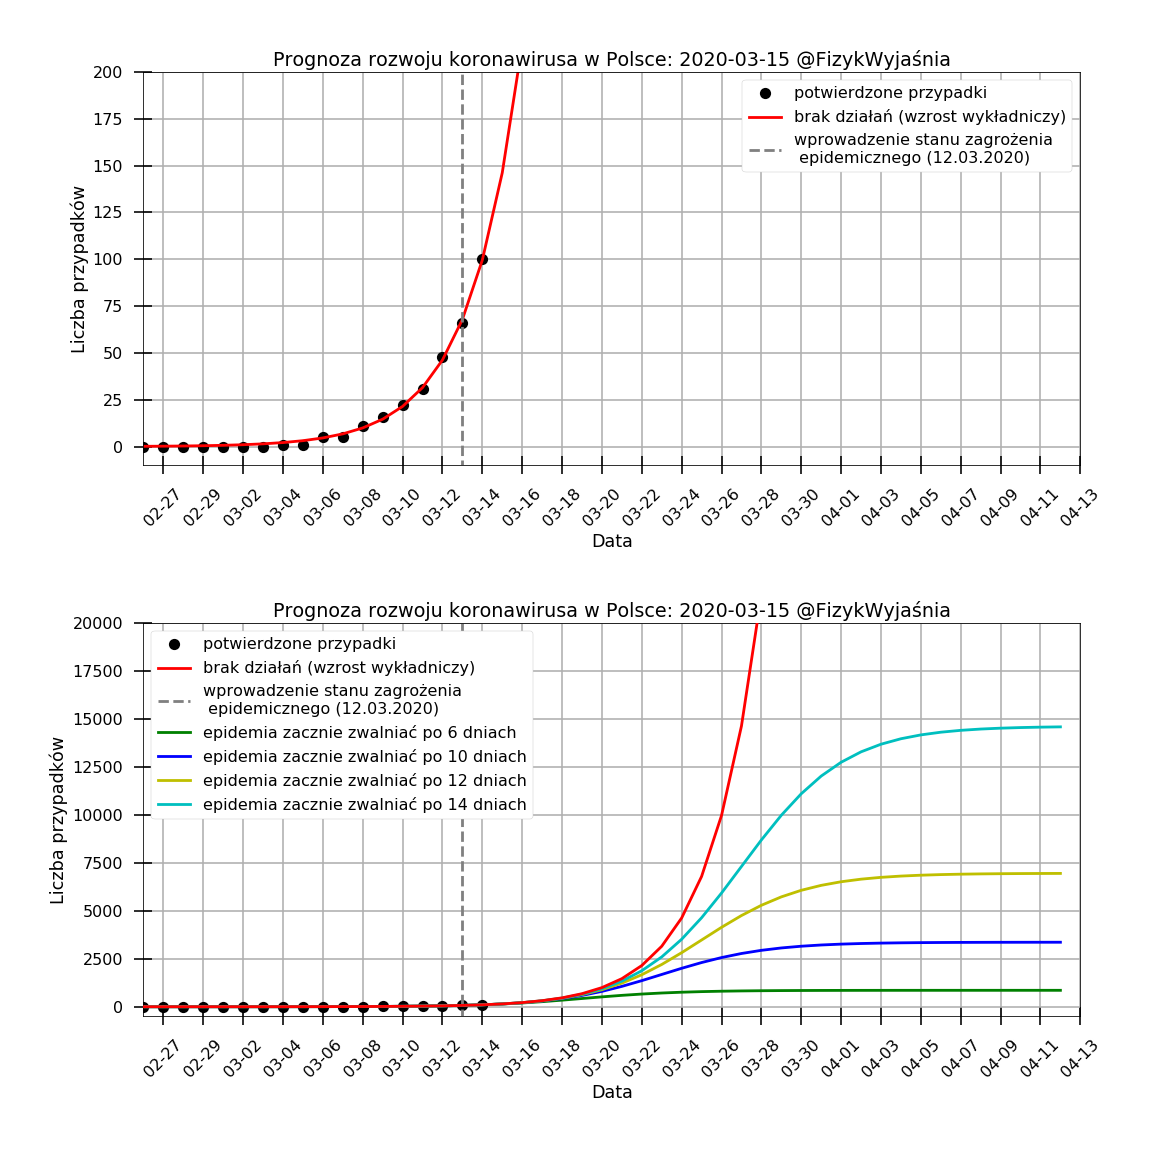 Prognoza rozwoju koronawirusa w Polsce: 2020-03-15 @FizykWyjaśnia
200
175
150
125
100
75
50
25
0
Liczba przypadków
potwierdzone przypadki
brak działań (wzrost wykładniczy)
wprowadzenie stanu zagrożenia
epidemicznego (12.03.2020)
02-27 02-29 03-02 03-04 03-06 03-08 03-10 03-12 03-14 03-16 03-18 03-20 03-22 03-24 03-26 03-28 03-30 04-01 04-03 04-05 04-07 04-09 04-11 04-13
Data
Prognoza rozwoju koronawirusa w Polsce: 2020-03-15 @FizykWyjaśnia
20000
17500
15000
12500
10000
7500
5000
2500
0
Liczba przypadków
potwierdzone przypadki
brak działań (wzrost wykładniczy)
wprowadzenie stanu zagrożenia
epidemicznego (12.03.2020)
epidemia zacznie zwalniać po 6 dniach
epidemia zacznie zwalniać po 10 dniach
epidemia zacznie zwalniać po 12 dniach
epidemia zacznie zwalniać po 14 dniach
02-27 02-29 03-02 03-04 03-06 03-08 03-10 03-12 03-14 03-16 03-18 03-20 03-22 03-24 03-26 03-28 03-30 04-01 04-03 04-05 04-07 04-09 04-11 04-13
Data